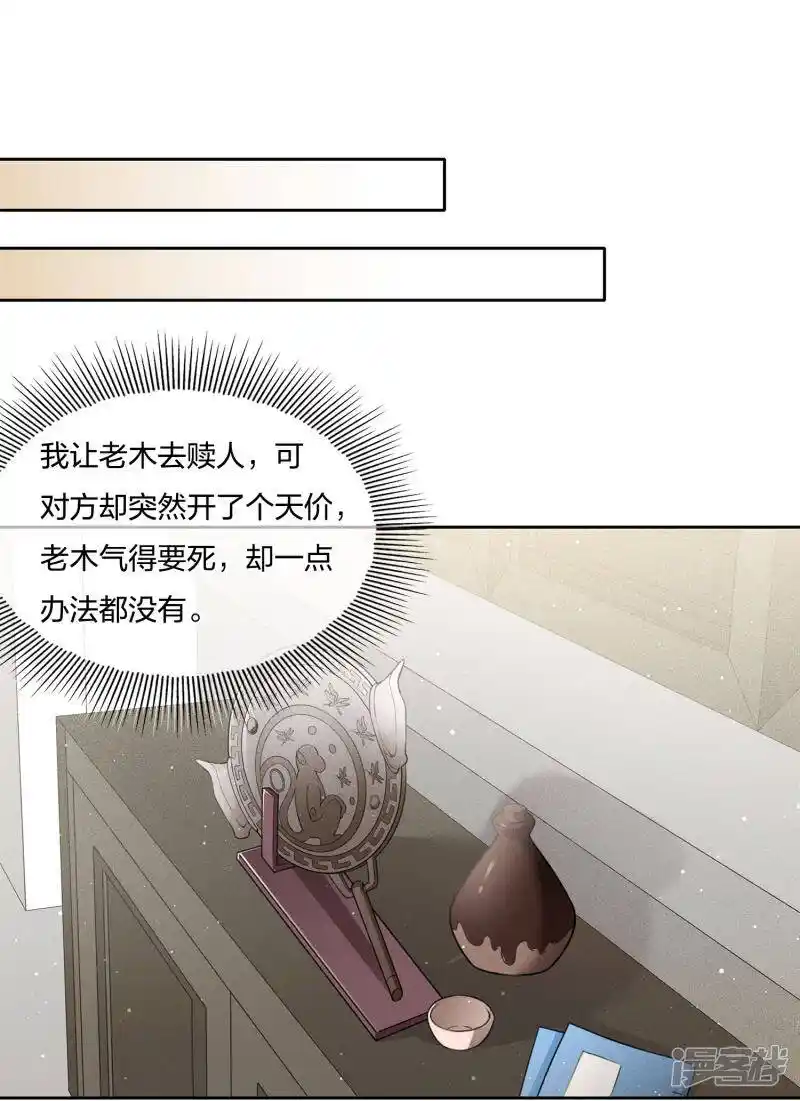 我让老木去赎人，可
对方却突然开了个天价，
老木气得要死，却一点
办法都没有。
漫客栈